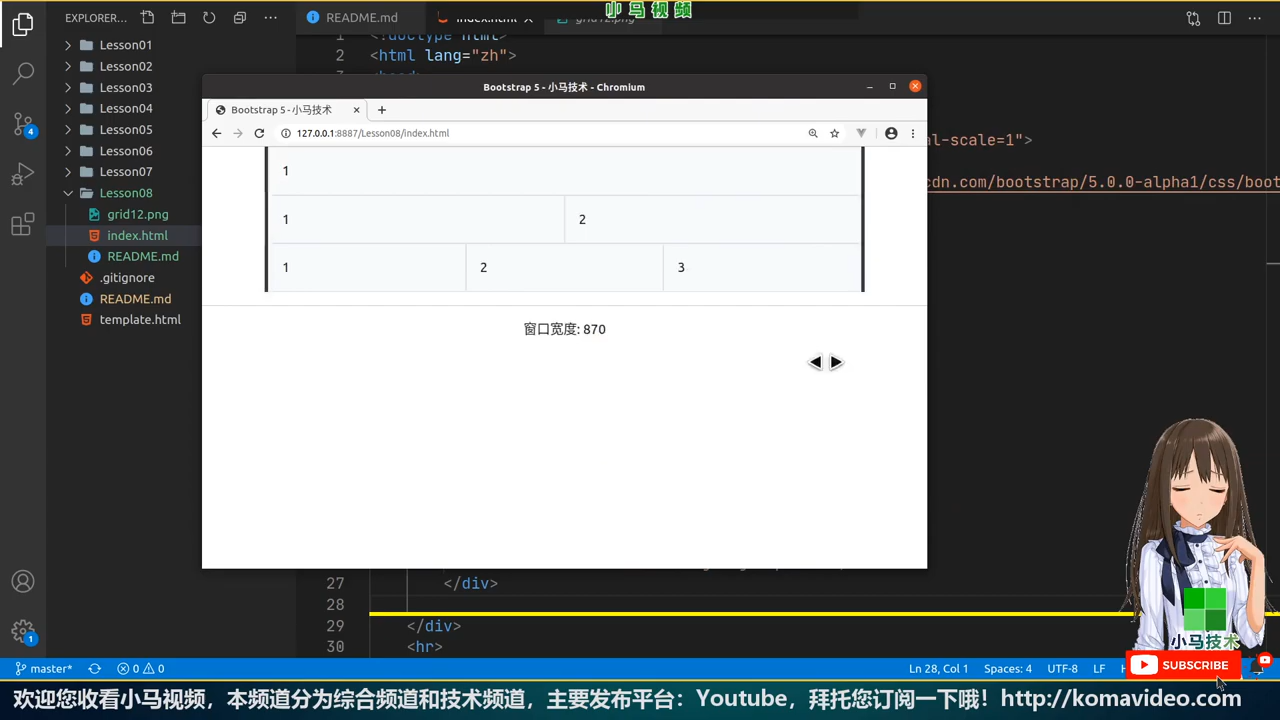 小马视频
EXPLORER...
README.md
index.html
grid12.png
Lesson01
Lesson02
Lesson03
Lesson04
Lesson05
Lesson06
Lesson07
Lesson08
grid12.png
index.html
README.md
.gitignore
README.md
template.html
1 <!doctype html>
2 <html lang="zh">
Bootstrap 5 - 小马技术 - Chromium
Bootstrap 5 - 小马技术
127.0.0.1:8887/Lesson08/index.html
al-scale=1">
cdn.com/bootstrap/5.0.0-alpha1/css/boot
1
1 2
1 2 3
窗口宽度: 870
27 </div>
28
29 </div>
30 <hr>
4
1
小马技术
SUBSCRIBE
master*
0 0
Ln 28, Col 1
Spaces: 4
UTF-8
LF
欢迎您收看小马视频，本频道分为综合频道和技术频道，主要发布平台：Youtube，拜托您订阅一下哦！http://komavideo.com